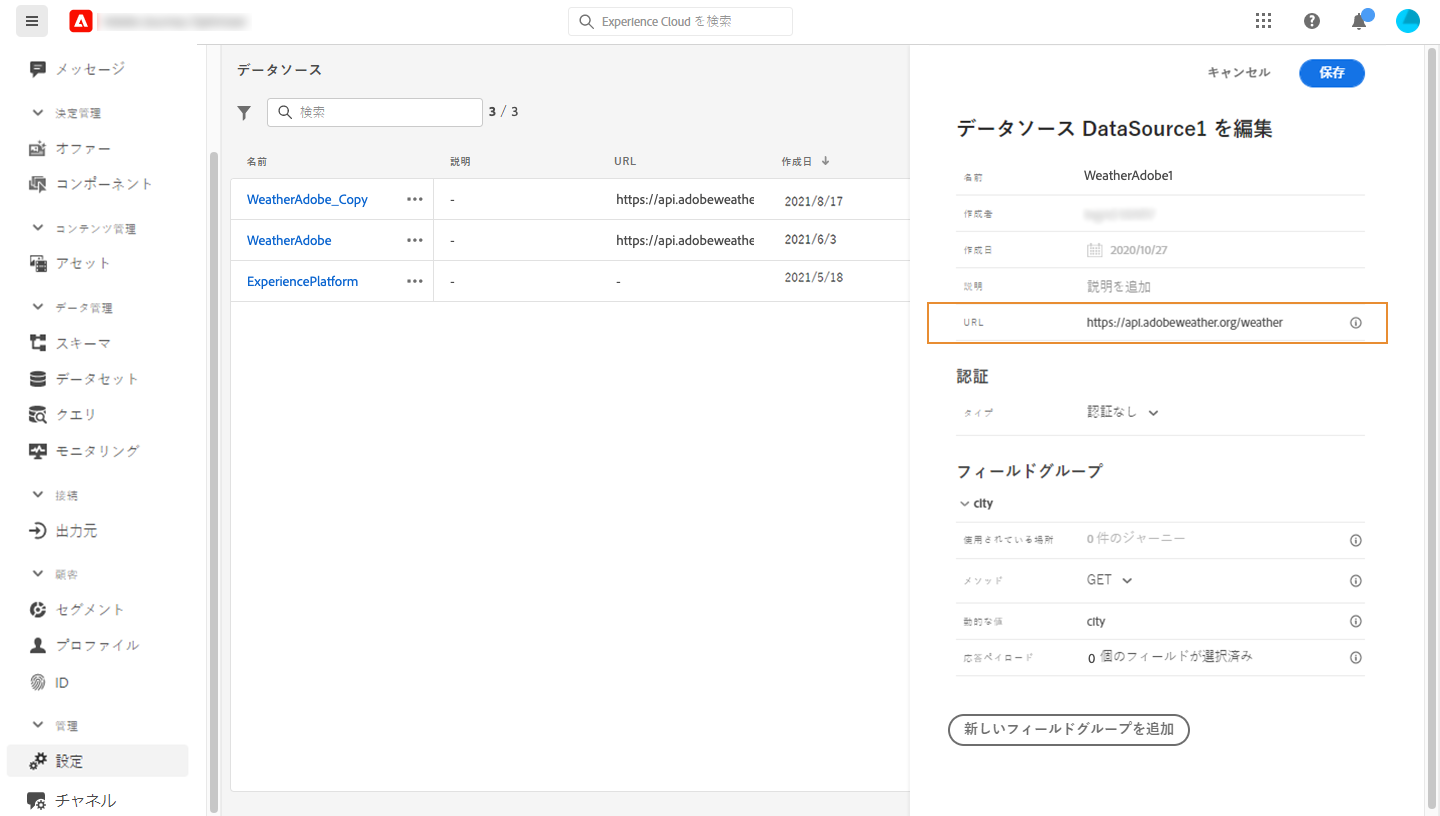 Experience Cloud を検索
メッセージ
決定管理
オファー
コンポーネント
コンテンツ管理
アセット
データ管理
スキーマ
データセット
クエリ
モニタリング
接続
出力元
顧客
セグメント
プロファイル
ID
管理
設定
チャネル
データソース
検索
3 / 3
名前 説明 URL 作成日
WeatherAdobe_Copy ••• - https://api.adobeweathe 2021/8/17
WeatherAdobe ••• - https://api.adobeweathe 2021/6/3
ExperiencePlatform ••• - - 2021/5/18
キャンセル 保存
データソース DataSource1 を編集
名前 WeatherAdobe1
作成者
作成日 2020/10/27
説明 説明を追加
URL https://api.adobeweather.org/weather
認証
タイプ 認証なし
フィールドグループ
city
使用されている場所 0 件のジャーニー
メソッド GET
動的な値 city
応答ペイロード 0 個のフィールドが選択済み
新しいフィールドグループを追加